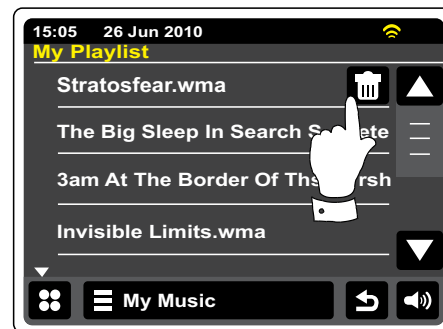 15:05 26 Jun 2010
My Playlist
Stratosfear.wma
The Big Sleep In Search
3am At The Border Of
Invisible Limits.wma
My Music